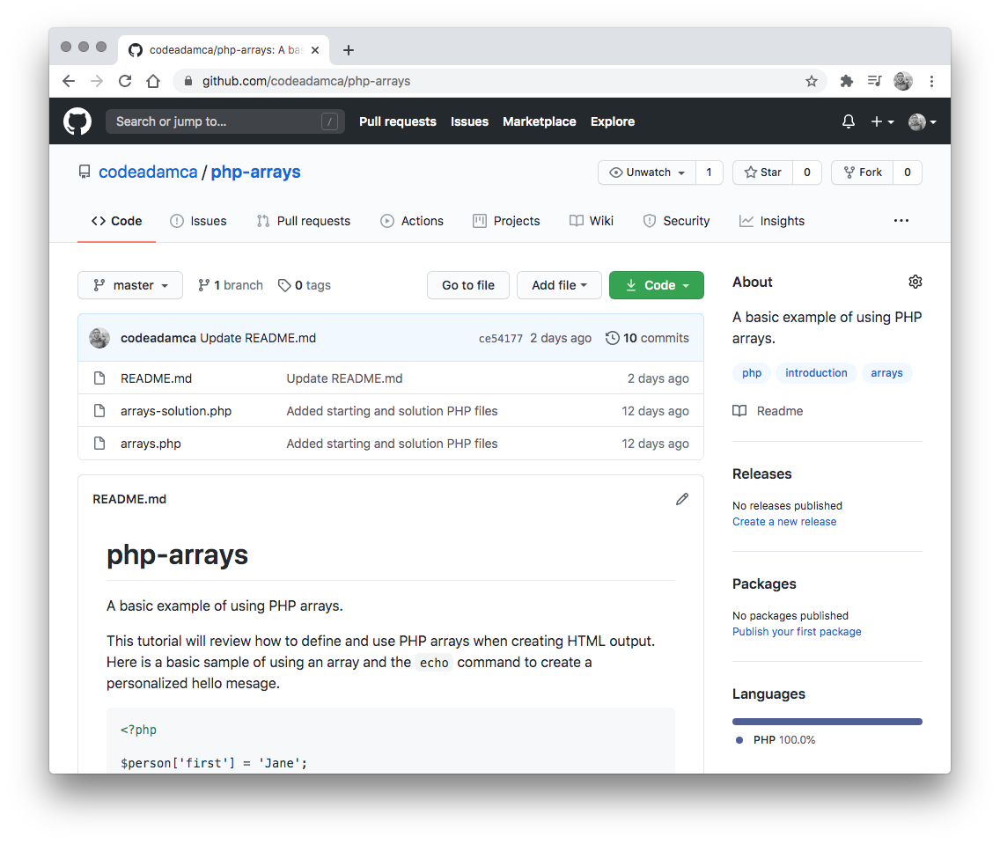 codeadamca/php-arrays: A bas
github.com/codeadamca/php-arrays
Search or jump to... /
Pull requests Issues Marketplace Explore
codeadamca / php-arrays
Unwatch 1 Star 0 Fork 0
Code Issues Pull requests Actions Projects Wiki Security Insights
master 1 branch 0 tags Go to file Add file Code
codeadamca Update README.md ce54177 2 days ago 10 commits
README.md Update README.md 2 days ago
arrays-solution.php Added starting and solution PHP files 12 days ago
arrays.php Added starting and solution PHP files 12 days ago
README.md
php-arrays
A basic example of using PHP arrays.
This tutorial will review how to define and use PHP arrays when creating HTML output.
Here is a basic sample of using an array and the echo command to create a
personalized hello mesage.
<?php
$person['first'] = 'Jane';
About
A basic example of using PHP
arrays.
php introduction arrays
Readme
Releases
No releases published
Create a new release
Packages
No packages published
Publish your first package
Languages
PHP 100.0%